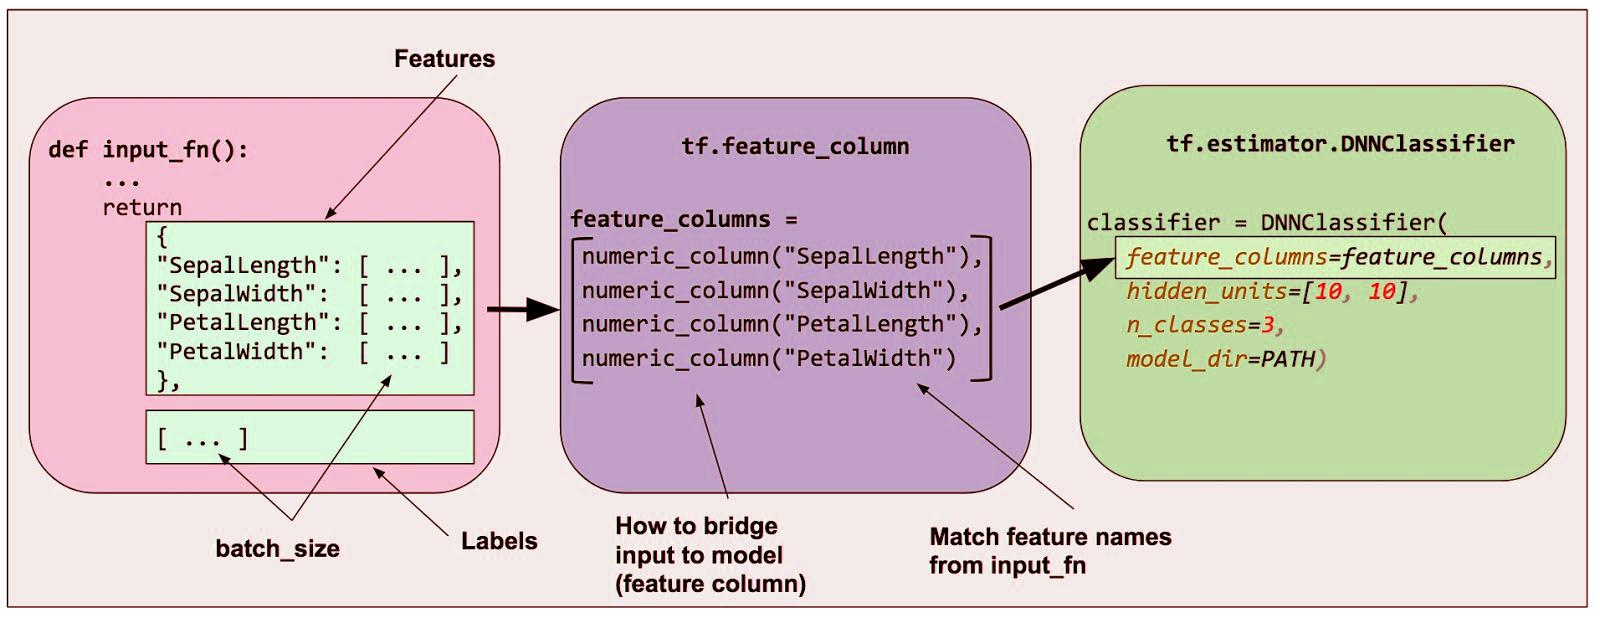 Features
def input_fn():
...
return
{
"SepalLength": [ ... ],
"SepalWidth": [ ... ],
"PetalLength": [ ... ],
"PetalWidth": [ ... ]
},
[ ... ]
batch_size
Labels
tf.feature_column
feature_columns =
numeric_column("SepalLength"),
numeric_column("SepalWidth"),
numeric_column("PetalLength"),
numeric_column("PetalWidth")
How to bridge
input to model
(feature column)
Match feature names
from input_fn
tf.estimator.DNNClassifier
classifier = DNNClassifier(
feature_columns=feature_columns,
hidden_units=[10, 10],
n_classes=3,
model_dir=PATH)